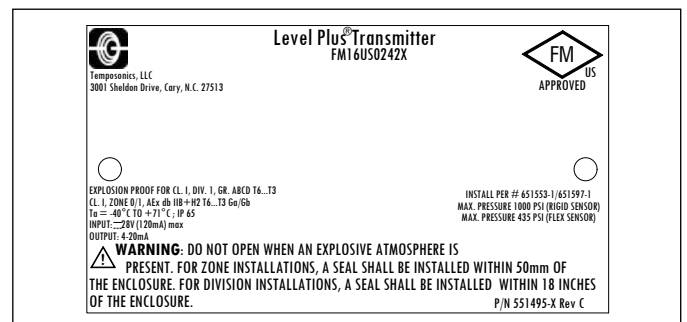 Level Plus® Transmitter
FM16US0242X
FM
US
APPROVED
Temposonics, LLC
3001 Sheldon Drive, Cary, N.C. 27513
EXPLOSION PROOF FOR CL. I, DIV. 1, GR. ABCD T6...T3
CL. I, ZONE 0/1, AEx db IIB+H2 T6...T3 Ga/Gb
Ta = -40°C TO +71°C ; IP 65
INPUT: ⎓28V (120mA) max
OUTPUT: 4-20mA
INSTALL PER # 651553-1/651597-1
MAX. PRESSURE 1000 PSI (RIGID SENSOR)
MAX. PRESSURE 435 PSI (FLEX SENSOR)
WARNING: DO NOT OPEN WHEN AN EXPLOSIVE ATMOSPHERE IS
PRESENT. FOR ZONE INSTALLATIONS, A SEAL SHALL BE INSTALLED WITHIN 50mm OF
THE ENCLOSURE. FOR DIVISION INSTALLATIONS, A SEAL SHALL BE INSTALLED WITHIN 18 INCHES
OF THE ENCLOSURE.
P/N 551495-X Rev C